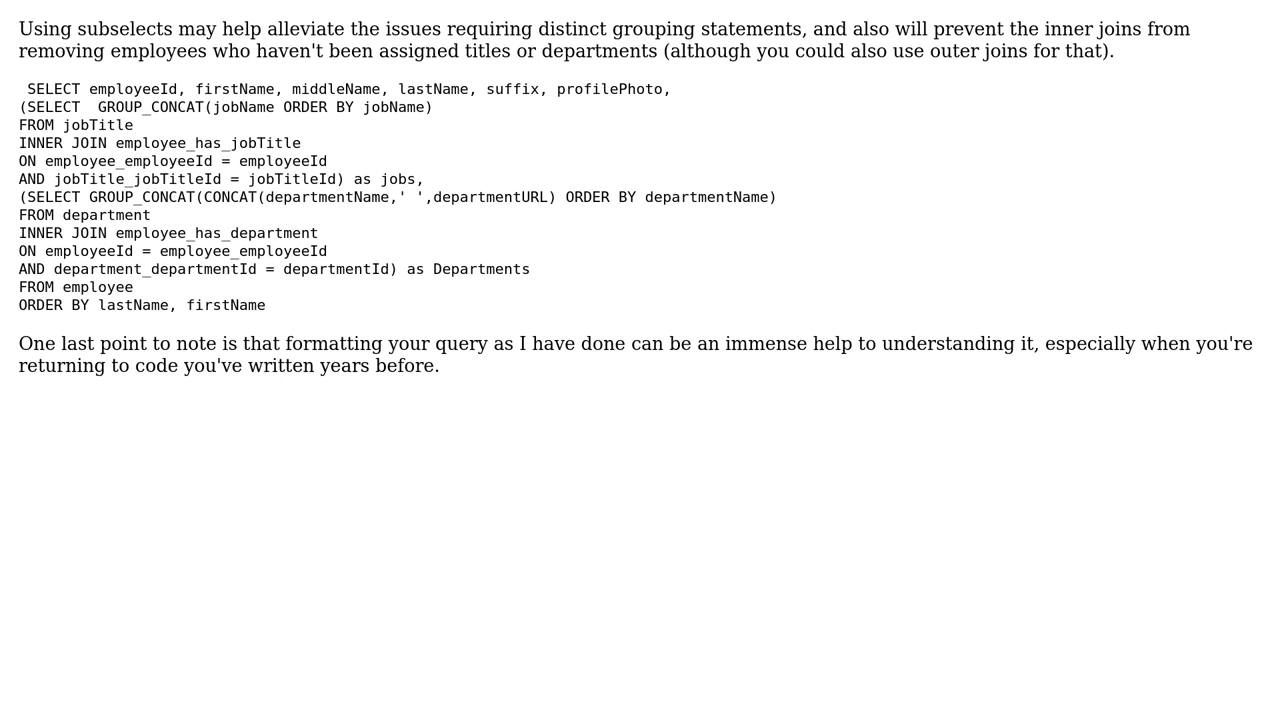 Using subselects may help alleviate the issues requiring distinct grouping statements, and also will prevent the inner joins from
removing employees who haven't been assigned titles or departments (although you could also use outer joins for that).
SELECT employeeId, firstName, middleName, lastName, suffix, profilePhoto,
(SELECT  GROUP_CONCAT(jobName ORDER BY jobName)
FROM jobTitle
INNER JOIN employee_has_jobTitle
ON employee_employeeId = employeeId
AND jobTitle_jobTitleId = jobTitleId) as jobs,
(SELECT GROUP_CONCAT(CONCAT(departmentName,' ',departmentURL) ORDER BY departmentName)
FROM department
INNER JOIN employee_has_department
ON employeeId = employee_employeeId
AND department_departmentId = departmentId) as Departments
FROM employee
ORDER BY lastName, firstName
One last point to note is that formatting your query as I have done can be an immense help to understanding it, especially when you're
returning to code you've written years before.